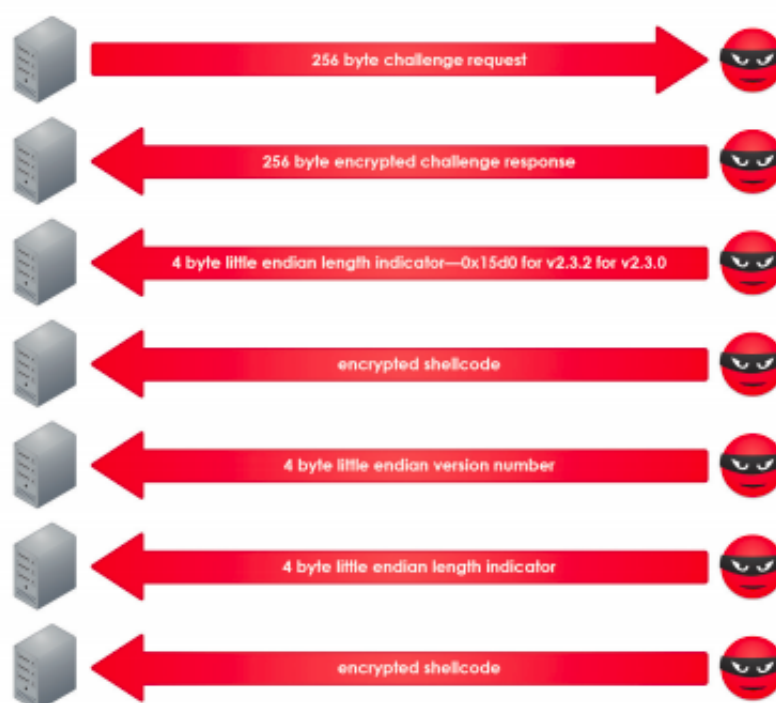 256 byte challenge request
256 byte encrypted challenge response
4 byte little endian length indicator—0x15d0 for v2.3.2 for v2.3.0
encrypted shellcode
4 byte little endian version number
4 byte little endian length indicator
encrypted shellcode